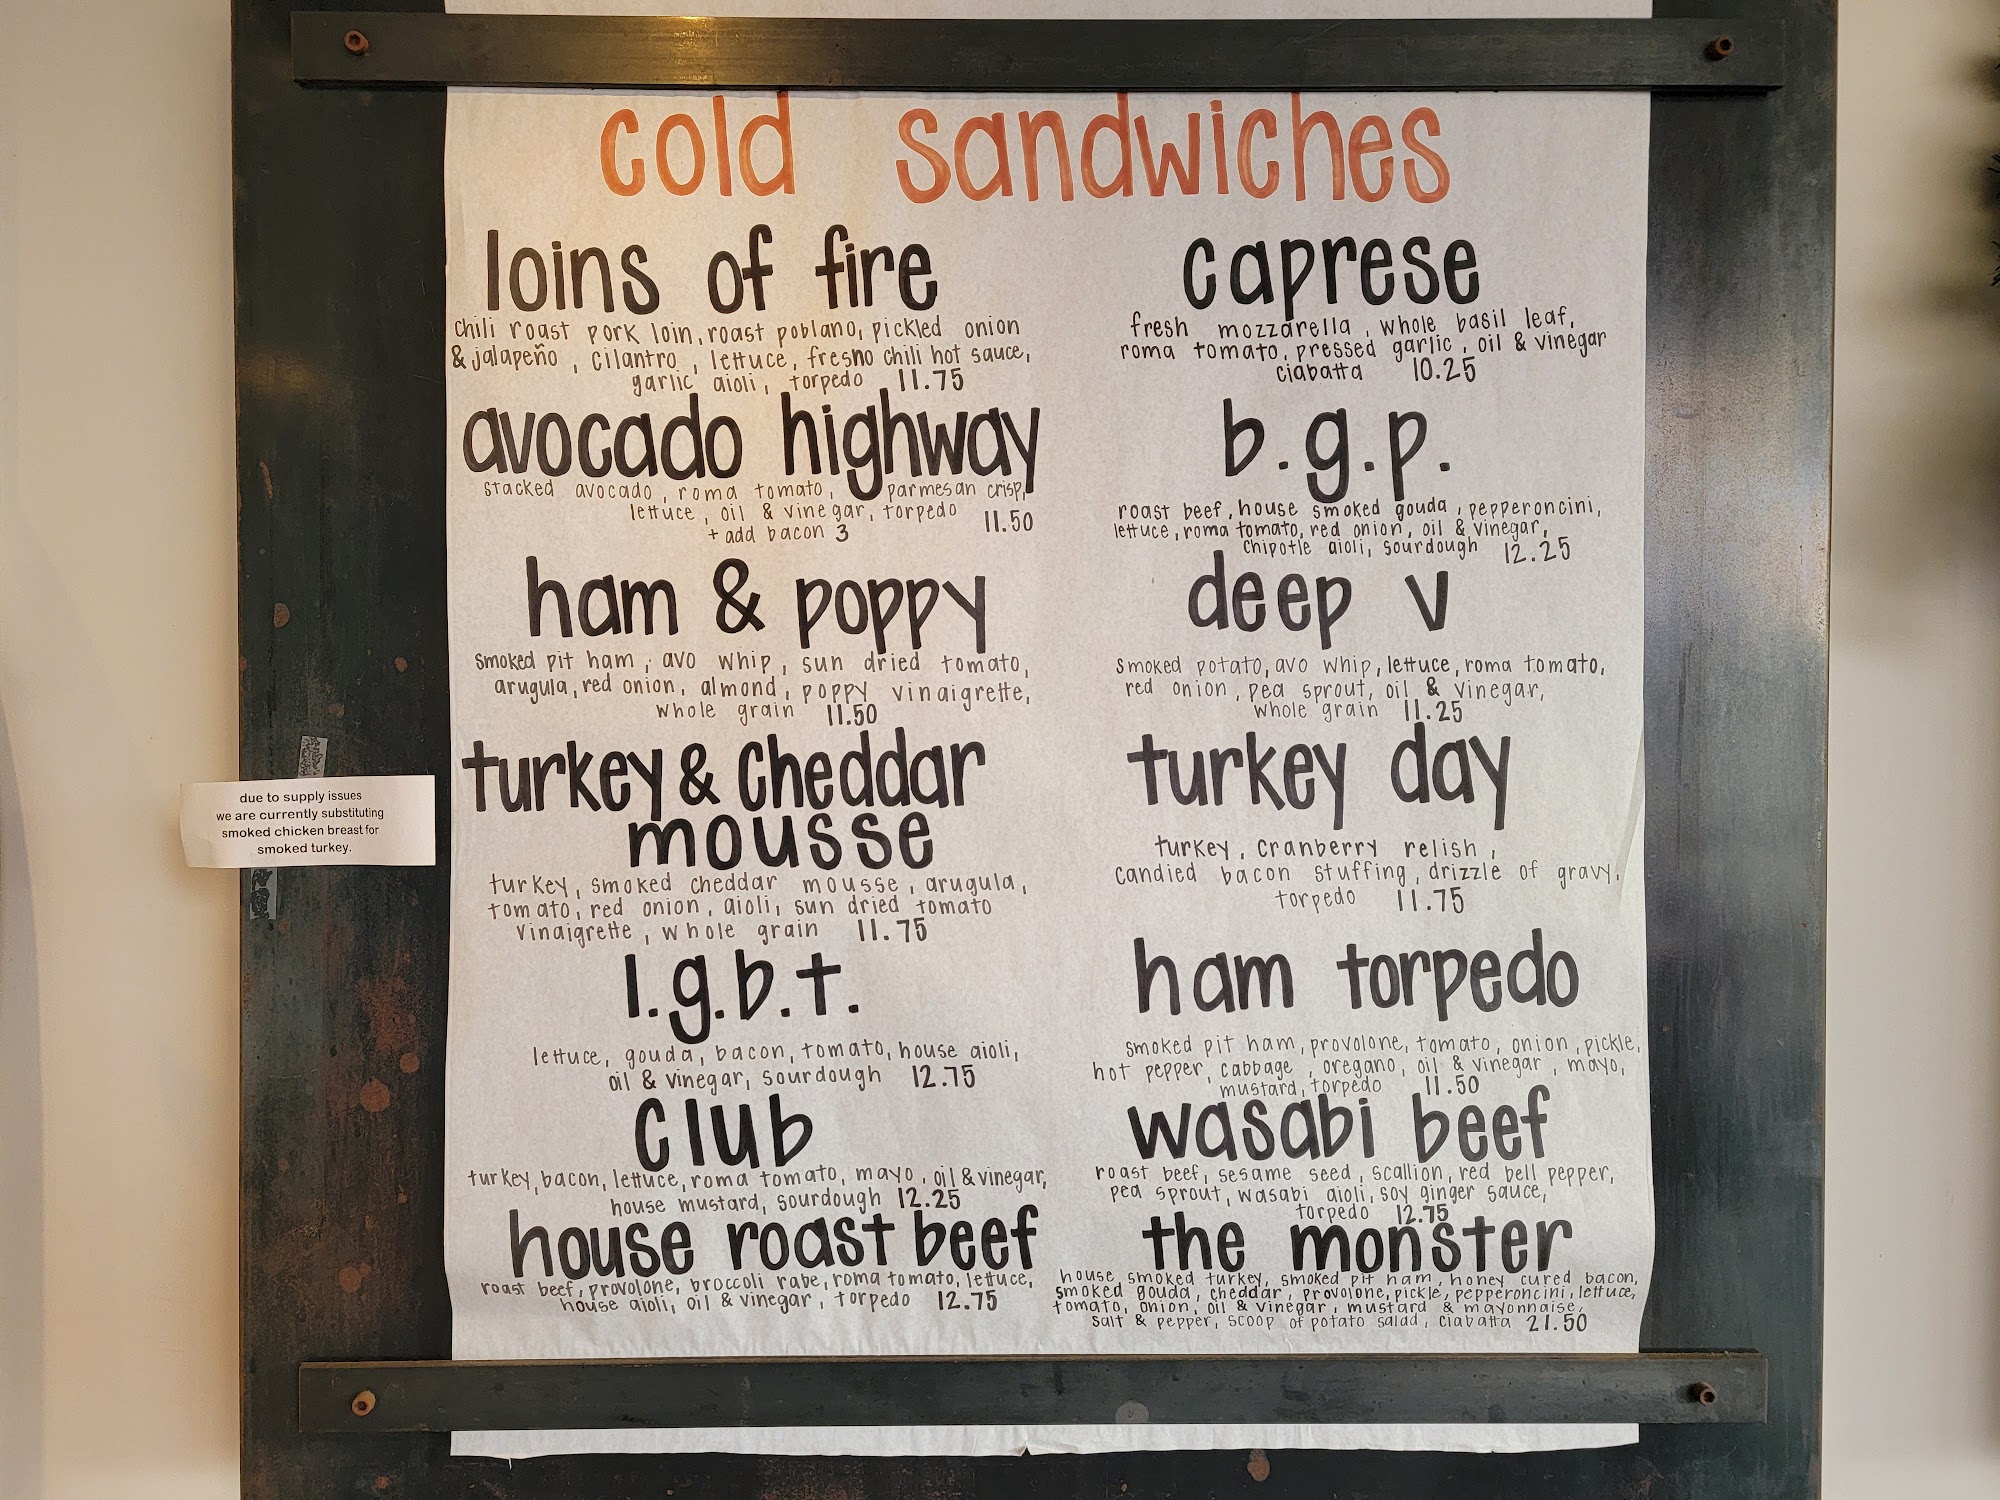 cold sandwiches
loins of fire
chili roast pork loin, roast poblano, pickled onion
& jalapeño, cilantro, lettuce, fresno chili hot sauce,
garlic aioli, torpedo 11.75
avocado highway
stacked avocado, roma tomato, parmesan crisp,
lettuce, oil & vinegar, torpedo 11.50
+ add bacon 3
ham & poppy
smoked pit ham, avo whip, sun dried tomato,
arugula, red onion, almond, poppy vinaigrette,
whole grain 11.50
turkey & cheddar
mousse
turkey, smoked cheddar mousse, arugula,
tomato, red onion, aioli, sun dried tomato
vinaigrette, whole grain 11.75
l.g.b.t.
lettuce, gouda, bacon, tomato, house aioli,
oil & vinegar, sourdough 12.75
club
turkey, bacon, lettuce, roma tomato, mayo, oil & vinegar,
house mustard, sourdough 12.25
house roast beef
roast beef, provolone, broccoli rabe, roma tomato, lettuce,
house aioli, oil & vinegar, torpedo 12.75
caprese
fresh mozzarella, whole basil leaf,
roma tomato, pressed garlic, oil & vinegar
ciabatta 10.25
b.g.p.
roast beef, house smoked gouda, pepperoncini,
lettuce, roma tomato, red onion, oil & vinegar,
chipotle aioli, sourdough 12.25
deep v
smoked potato, avo whip, lettuce, roma tomato,
red onion, pea sprout, oil & vinegar,
whole grain 11.25
turkey day
turkey, cranberry relish,
candied bacon stuffing, drizzle of gravy,
torpedo 11.75
ham torpedo
smoked pit ham, provolone, tomato, onion, pickle,
hot pepper, cabbage, oregano, oil & vinegar, mayo,
mustard, torpedo 11.50
wasabi beef
roast beef, sesame seed, scallion, red bell pepper,
pea sprout, wasabi aioli, soy ginger sauce,
torpedo 12.75
the monster
house smoked turkey, smoked pit ham, honey cured bacon,
smoked gouda, cheddar, provolone, pickle, pepperoncini, lettuce,
tomato, onion, oil & vinegar, mustard & mayonnaise,
salt & pepper, scoop of potato salad, ciabatta 21.50
due to supply issues
we are currently substituting
smoked chicken breast for
smoked turkey.